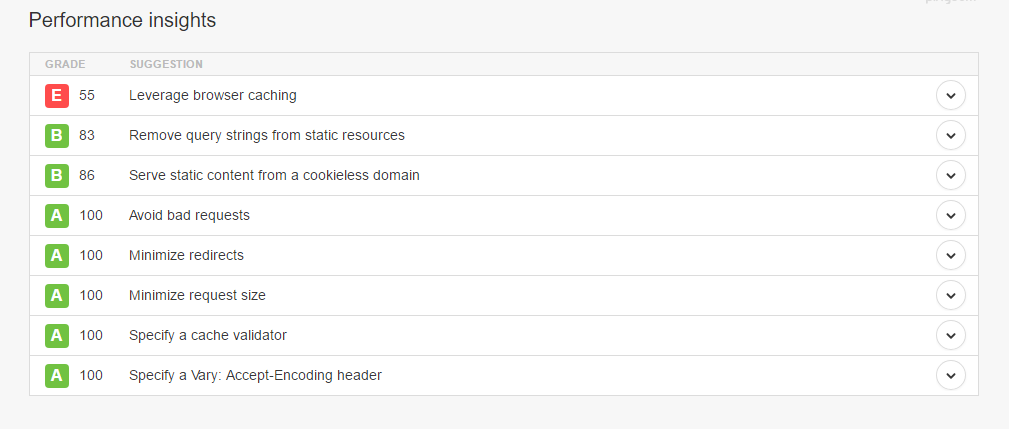 Performance insights
GRADE SUGGESTION
E 55 Leverage browser caching
B 83 Remove query strings from static resources
B 86 Serve static content from a cookieless domain
A 100 Avoid bad requests
A 100 Minimize redirects
A 100 Minimize request size
A 100 Specify a cache validator
A 100 Specify a Vary: Accept-Encoding header